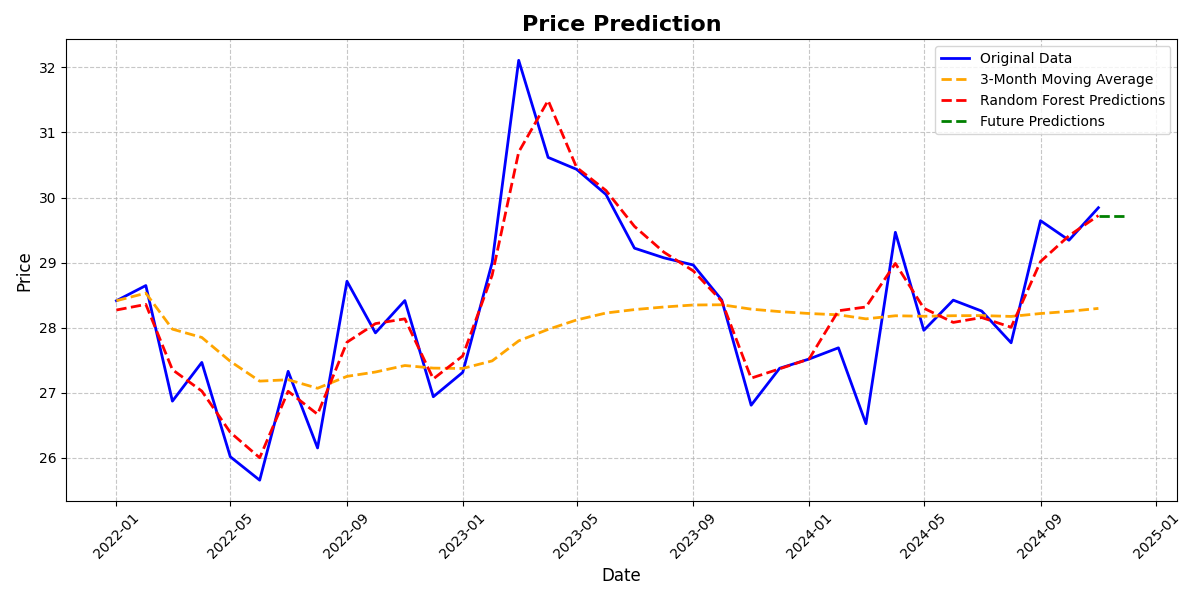 Price Prediction
Original Data
3-Month Moving Average
Random Forest Predictions
Future Predictions
Price
32
31
30
29
28
27
26
2022-01
2022-05
2022-09
2023-01
2023-05
2023-09
2024-01
2024-05
2024-09
2025-01
Date